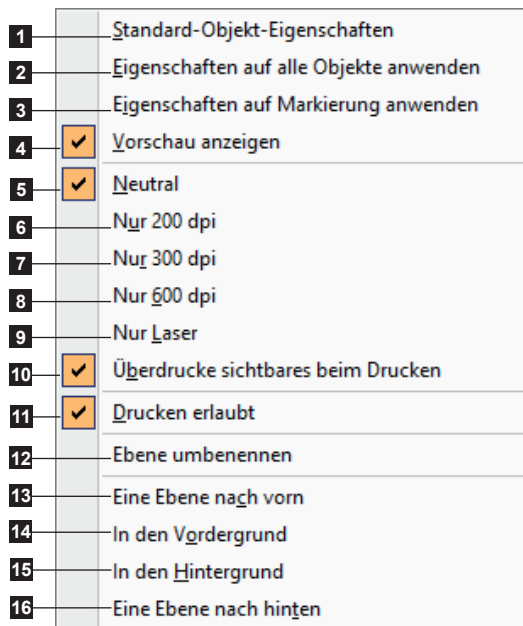 1 Standard-Objekt-Eigenschaften
2 Eigenschaften auf alle Objekte anwenden
3 Eigenschaften auf Markierung anwenden
4 Vorschau anzeigen
5 Neutral
6 Nur 200 dpi
7 Nur 300 dpi
8 Nur 600 dpi
9 Nur Laser
10 Überdrucke sichtbares beim Drucken
11 Drucken erlaubt
12 Ebene umbenennen
13 Eine Ebene nach vorn
14 In den Vordergrund
15 In den Hintergrund
16 Eine Ebene nach hinten